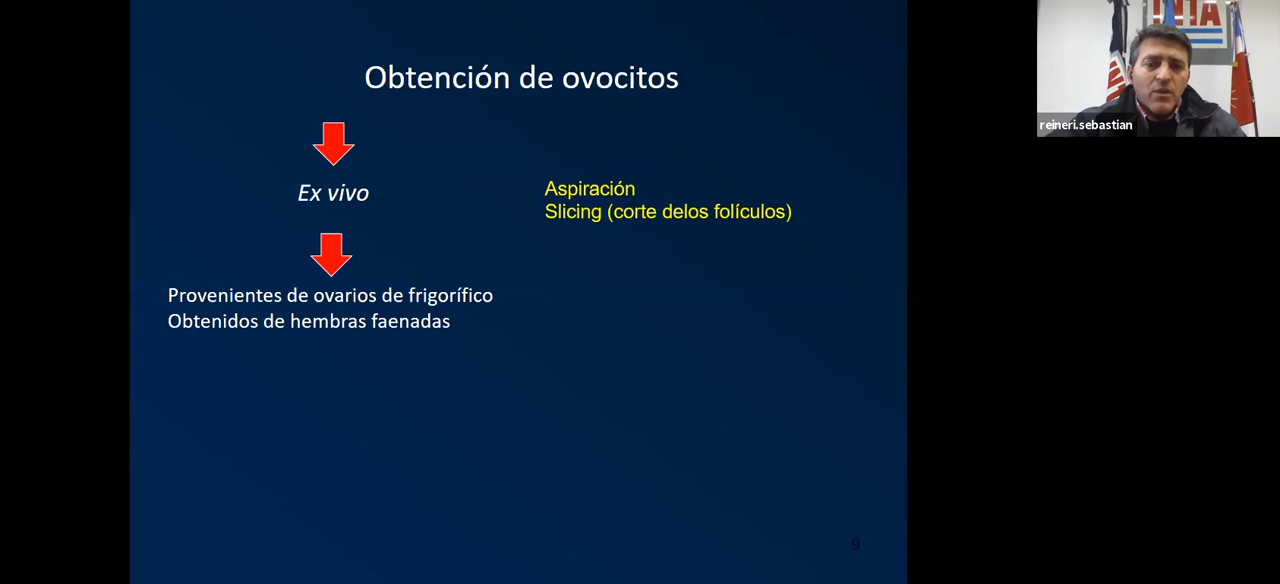 Obtención de ovocitos
Ex vivo
Aspiración
Slicing (corte delos folículos)
Provenientes de ovarios de frigorífico
Obtenidos de hembras faenadas
9
INTA
reineri.sebastian